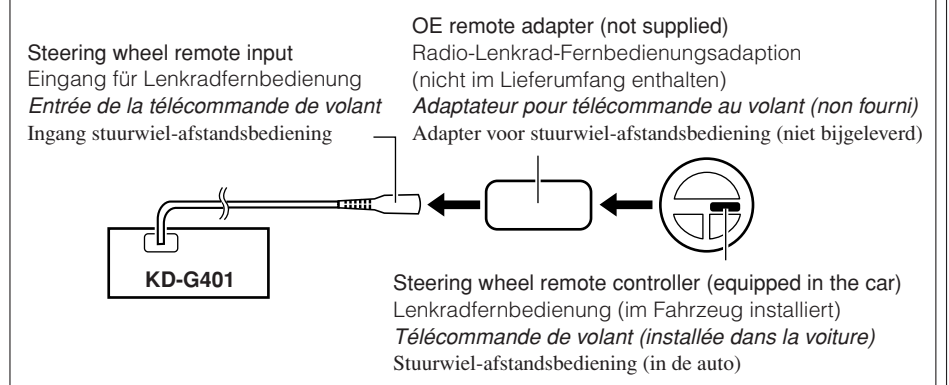 Steering wheel remote input
Eingang für Lenkradfernbedienung
Entrée de la télécommande de volant
Ingang stuurwiel-afstandsbediening
OE remote adapter (not supplied)
Radio-Lenkrad-Fernbedienungsadaption
(nicht im Lieferumfang enthalten)
Adaptateur pour télécommande au volant (non fourni)
Adapter voor stuurwiel-afstandsbediening (niet bijgeleverd)
KD-G401
Steering wheel remote controller (equipped in the car)
Lenkradfernbedienung (im Fahrzeug installiert)
Télécommande de volant (installée dans la voiture)
Stuurwiel-afstandsbediening (in de auto)